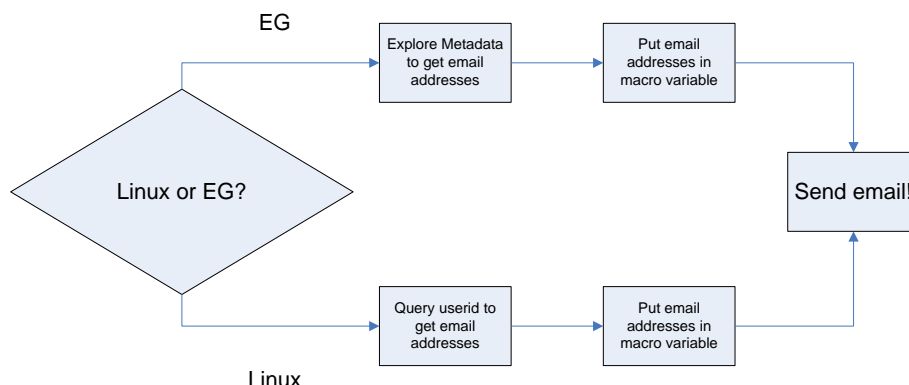 EG
Explore Metadata
to get email
addresses
Put email
addresses in
macro variable
Linux or EG?
Send email!
Query userid to
get email
addresses
Put email
addresses in
macro variable
Linux